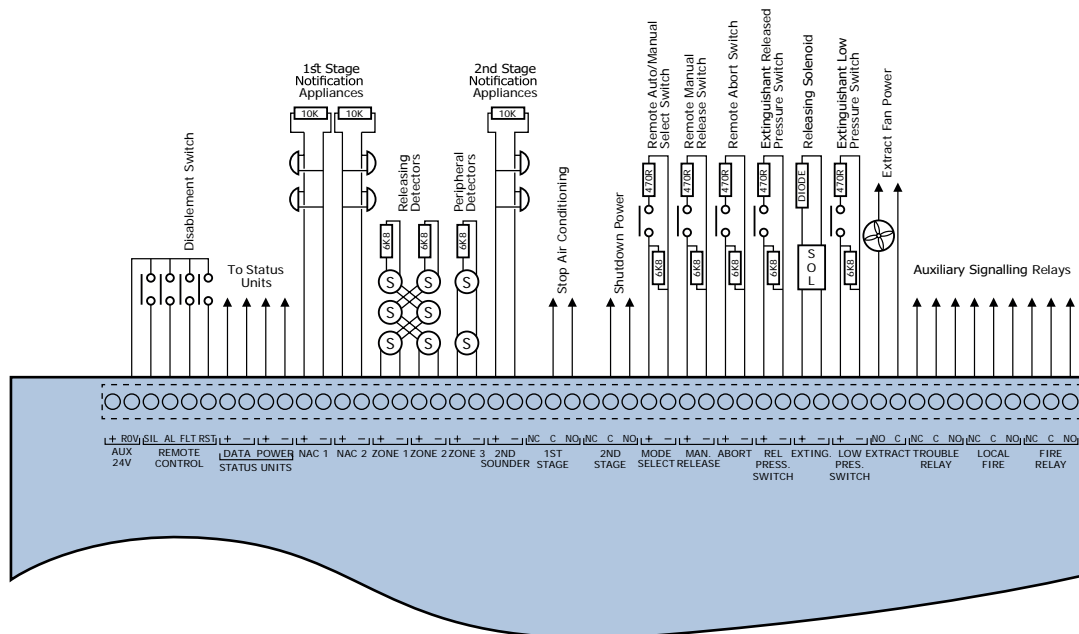 1st Stage
Notification
Appliances
2nd Stage
Notification
Appliances
10K
10K
10K
Disablement Switch
To Status
Units
Releasing
Detectors
Peripheral
Detectors
6K8
6K8
6K8
S
S
S
S
S
S
S
S
Stop Air Conditioning
Shutdown Power
Remote Auto/Manual
Select Switch
Remote Manual
Release Switch
Remote Abort Switch
Extinguishant Released
Pressure Switch
Releasing Solenoid
Extinguishant Low
Pressure Switch
Extract Fan Power
470R
470R
470R
470R
DIODE
470R
6K8
6K8
6K8
6K8
SOL
6K8
Auxiliary Signalling Relays
+ R0V SIL AL FLT RST + − + − + − + − + − + − + − + − NC C NO NC C NO + − + − + − + − + − + − NO C NC C NO NC C NO NC C NO
AUX
24V
REMOTE
CONTROL
DATA POWER
STATUS UNITS
NAC 1
NAC 2
ZONE 1
ZONE 2
ZONE 3
2ND
SOUNDER
1ST
STAGE
2ND
STAGE
MODE
SELECT
MAN.
RELEASE
ABORT
REL
PRESS.
SWITCH
EXTING.
LOW
PRES.
SWITCH
EXTRACT
TROUBLE
RELAY
LOCAL
FIRE
FIRE
RELAY